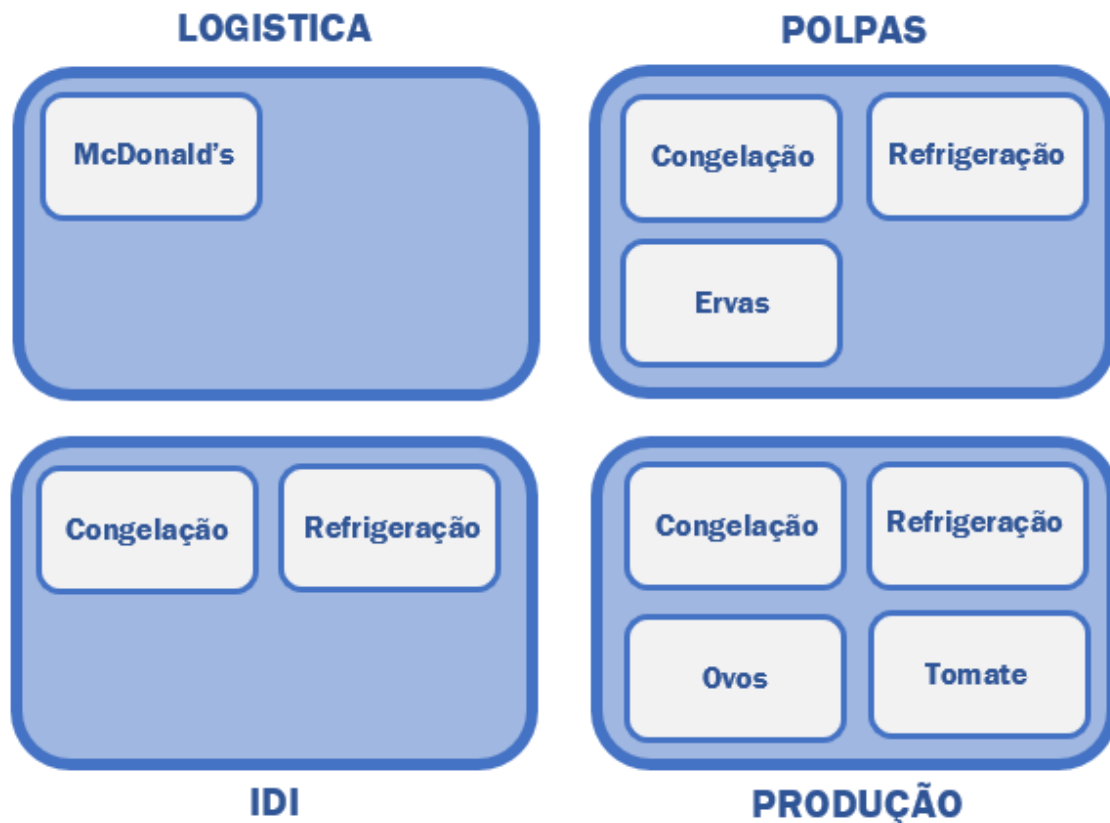 LOGISTICA
POLPAS
McDonald's
Congelação
Refrigeração
Ervas
Congelação
Refrigeração
Congelação
Refrigeração
Ovos
Tomate
IDI
PRODUÇÃO